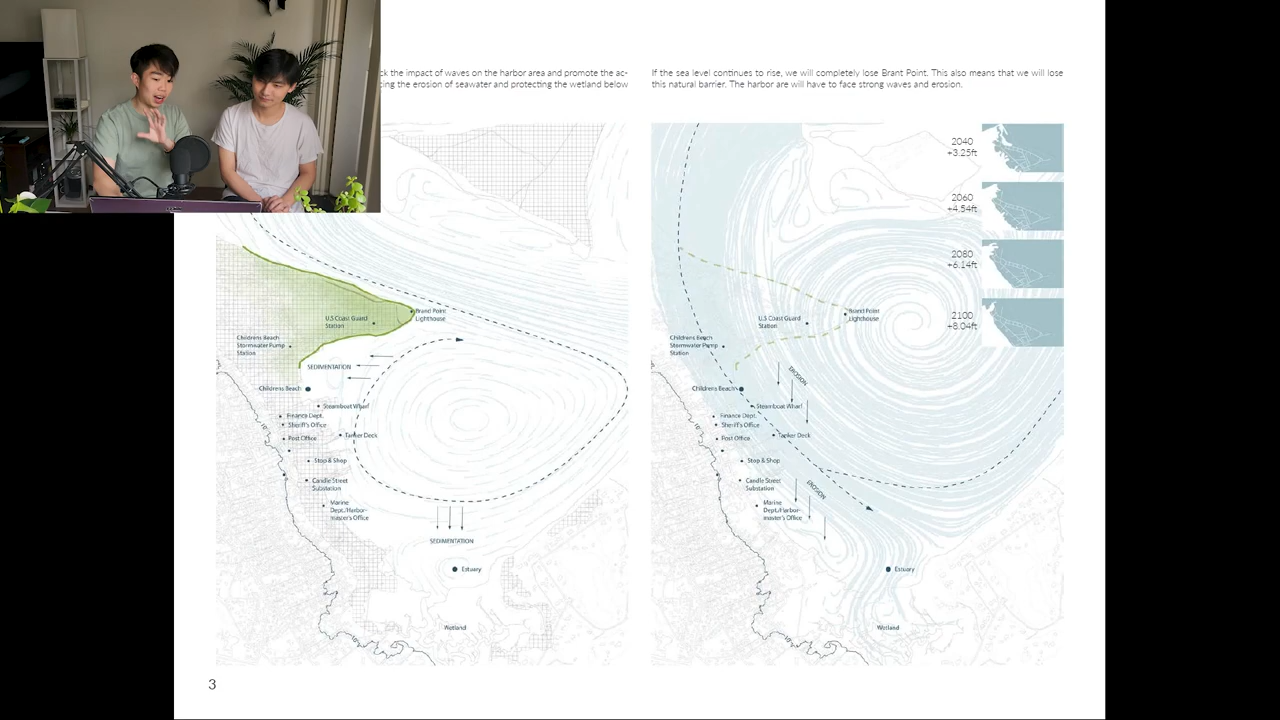 ck the impact of waves on the harbor area and promote the ac-
cing the erosion of seawater and protecting the wetland below
If the sea level continues to rise, we will completely lose Brant Point. This also means that we will lose
this natural barrier. The harbor are will have to face strong waves and erosion.
U.S Coast Guard
Station
Brand Point
Lighthouse
Childrens Beach
Stormwater Pump
Station
SEDIMENTATION
Childrens Beach
Steamboat Wharf
Finance Dept.
Sheriff's Office
Post Office
Tanker Deck
Stop & Shop
Candle Street
Substation
Marine
Dept./Harbor-
master's Office
SEDIMENTATION
Estuary
Wetland
2040
+3.25ft
2060
+4.54ft
2080
+6.14ft
2100
+8.04ft
U.S Coast Guard
Station
Brand Point
Lighthouse
Childrens Beach
Stormwater Pump
Station
EROSION
Childrens Beach
Steamboat Wharf
Finance Dept.
Sheriff's Office
Post Office
Tanker Deck
Stop & Shop
Candle Street
Substation
EROSION
Marine
Dept./Harbor-
master's Office
Estuary
Wetland
3